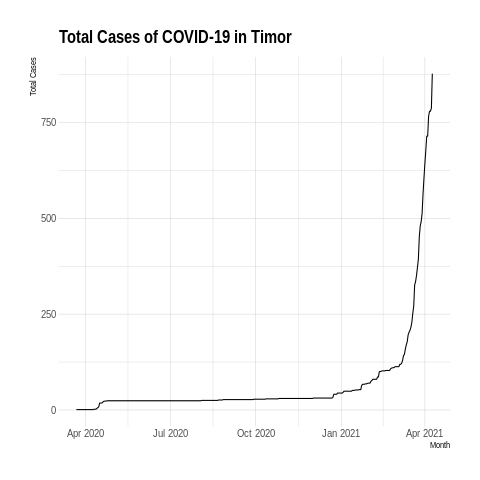 Total Cases of COVID-19 in Timor
Total Cases
750
500
250
0
Apr 2020 Jul 2020 Oct 2020 Jan 2021 Apr 2021
Month